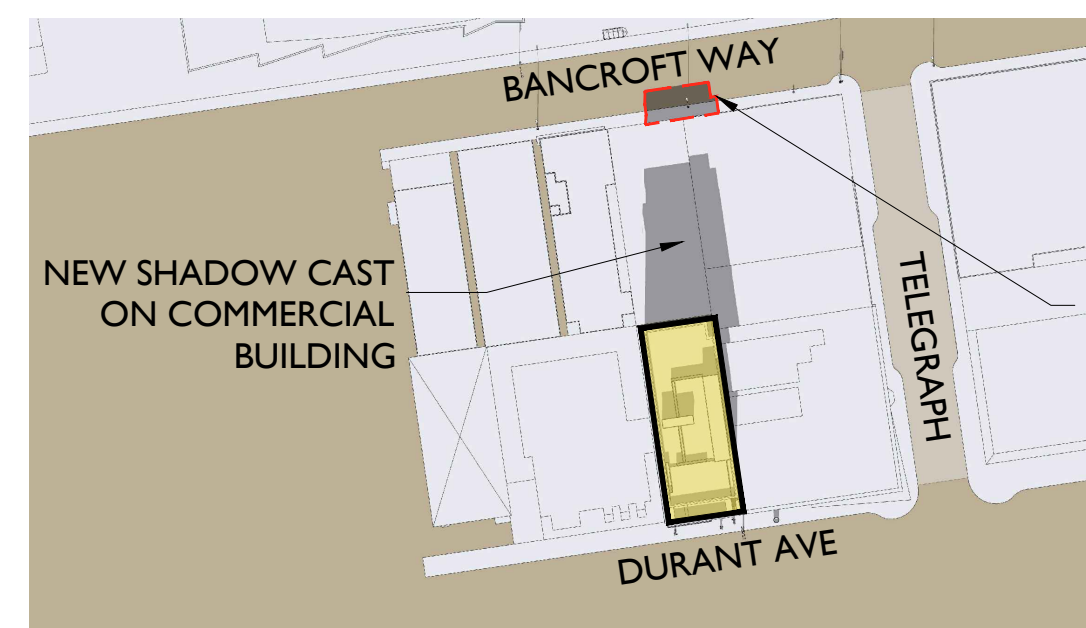 BANCROFT WAY
NEW SHADOW CAST
ON COMMERCIAL
BUILDING
TELEGRAPH
DURANT AVE